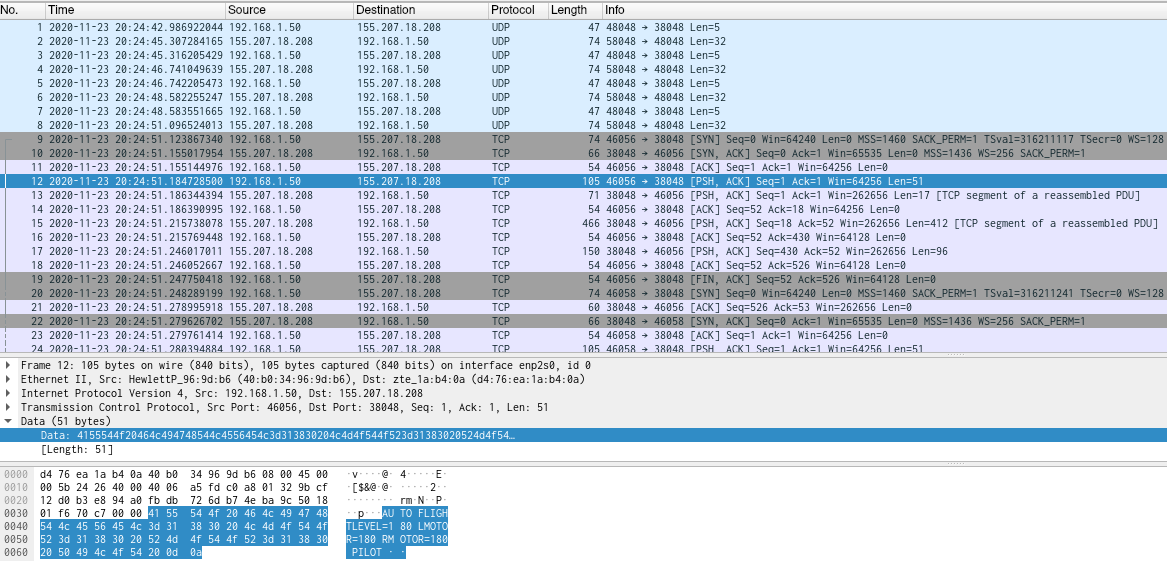 No. Time Source Destination Protocol Length Info
1 2020-11-23 20:24:42.986922044 192.168.1.50 155.207.18.208 UDP 47 48048 → 38048 Len=5
2 2020-11-23 20:24:45.307284165 155.207.18.208 192.168.1.50 UDP 74 58048 → 48048 Len=32
3 2020-11-23 20:24:45.316205429 192.168.1.50 155.207.18.208 UDP 47 48048 → 38048 Len=5
4 2020-11-23 20:24:46.741049639 155.207.18.208 192.168.1.50 UDP 74 58048 → 48048 Len=32
5 2020-11-23 20:24:46.742205473 192.168.1.50 155.207.18.208 UDP 47 48048 → 38048 Len=5
6 2020-11-23 20:24:48.582255247 155.207.18.208 192.168.1.50 UDP 74 58048 → 48048 Len=32
7 2020-11-23 20:24:48.583551665 192.168.1.50 155.207.18.208 UDP 47 48048 → 38048 Len=5
8 2020-11-23 20:24:51.096524013 155.207.18.208 192.168.1.50 UDP 74 58048 → 48048 Len=32
9 2020-11-23 20:24:51.123867340 192.168.1.50 155.207.18.208 TCP 74 46056 → 38048 [SYN] Seq=0 Win=64240 Len=0 MSS=1460 SACK_PERM=1 TSval=316211117 TSecr=0 WS=128
10 2020-11-23 20:24:51.155017954 155.207.18.208 192.168.1.50 TCP 66 38048 → 46056 [SYN, ACK] Seq=0 Ack=1 Win=65535 Len=0 MSS=1436 WS=256 SACK_PERM=1
11 2020-11-23 20:24:51.155144976 192.168.1.50 155.207.18.208 TCP 54 46056 → 38048 [ACK] Seq=1 Ack=1 Win=64256 Len=0
12 2020-11-23 20:24:51.184728500 192.168.1.50 155.207.18.208 TCP 105 46056 → 38048 [PSH, ACK] Seq=1 Ack=1 Win=64256 Len=51
13 2020-11-23 20:24:51.186344394 155.207.18.208 192.168.1.50 TCP 71 38048 → 46056 [PSH, ACK] Seq=1 Ack=1 Win=262656 Len=17 [TCP segment of a reassembled PDU]
14 2020-11-23 20:24:51.186390995 192.168.1.50 155.207.18.208 TCP 54 46056 → 38048 [ACK] Seq=52 Ack=18 Win=64256 Len=0
15 2020-11-23 20:24:51.215738078 155.207.18.208 192.168.1.50 TCP 466 38048 → 46056 [PSH, ACK] Seq=18 Ack=52 Win=262656 Len=412 [TCP segment of a reassembled PDU]
16 2020-11-23 20:24:51.215769448 192.168.1.50 155.207.18.208 TCP 54 46056 → 38048 [ACK] Seq=52 Ack=430 Win=64128 Len=0
17 2020-11-23 20:24:51.246017011 155.207.18.208 192.168.1.50 TCP 150 38048 → 46056 [PSH, ACK] Seq=430 Ack=52 Win=262656 Len=96
18 2020-11-23 20:24:51.246052667 192.168.1.50 155.207.18.208 TCP 54 46056 → 38048 [ACK] Seq=52 Ack=526 Win=64128 Len=0
19 2020-11-23 20:24:51.247750418 192.168.1.50 155.207.18.208 TCP 54 46056 → 38048 [FIN, ACK] Seq=52 Ack=526 Win=64128 Len=0
20 2020-11-23 20:24:51.248289199 192.168.1.50 155.207.18.208 TCP 74 46058 → 38048 [SYN] Seq=0 Win=64240 Len=0 MSS=1460 SACK_PERM=1 TSval=316211241 TSecr=0 WS=128
21 2020-11-23 20:24:51.278995918 155.207.18.208 192.168.1.50 TCP 60 38048 → 46056 [ACK] Seq=526 Ack=53 Win=262656 Len=0
22 2020-11-23 20:24:51.279626702 155.207.18.208 192.168.1.50 TCP 66 38048 → 46058 [SYN, ACK] Seq=0 Ack=1 Win=65535 Len=0 MSS=1436 WS=256 SACK_PERM=1
23 2020-11-23 20:24:51.279761414 192.168.1.50 155.207.18.208 TCP 54 46058 → 38048 [ACK] Seq=1 Ack=1 Win=64256 Len=0
24 2020-11-23 20:24:51.280394884 192.168.1.50 155.207.18.208 TCP 105 46058 → 38048 [PSH, ACK] Seq=1 Ack=1 Win=64256 Len=51
Frame 12: 105 bytes on wire (840 bits), 105 bytes captured (840 bits) on interface enp2s0, id 0
Ethernet II, Src: HewlettP_96:9d:b6 (40:b0:34:96:9d:b6), Dst: zte_1a:b4:0a (d4:76:ea:1a:b4:0a)
Internet Protocol Version 4, Src: 192.168.1.50, Dst: 155.207.18.208
Transmission Control Protocol, Src Port: 46056, Dst Port: 38048, Seq: 1, Ack: 1, Len: 51
Data (51 bytes)
Data: 4155544f20464c494748544c4556454c3d313830204c4d4f544f523d31383020524d4f54…
[Length: 51]
0000 d4 76 ea 1a b4 0a 40 b0 34 96 9d b6 08 00 45 00 ·v····@· 4·····E·
0010 00 5b 24 26 40 00 40 06 a5 fd c0 a8 01 32 9b cf ·[$&@·@· ·····2··
0020 12 d0 b3 e8 94 a0 fb db 72 6d b7 4e ba 9c 50 18 ········ rm·N··P·
0030 01 f6 70 c7 00 00 41 55 54 4f 20 46 4c 49 47 48 ··p···AU TO FLIGH
0040 54 4c 45 56 45 4c 3d 31 38 30 20 4c 4d 4f 54 4f TLEVEL=1 80 LMOTO
0050 52 3d 31 38 30 20 52 4d 4f 54 4f 52 3d 31 38 30 R=180 RM OTOR=180
0060 20 50 49 4c 4f 54 20 0d 0a PILOT · ·